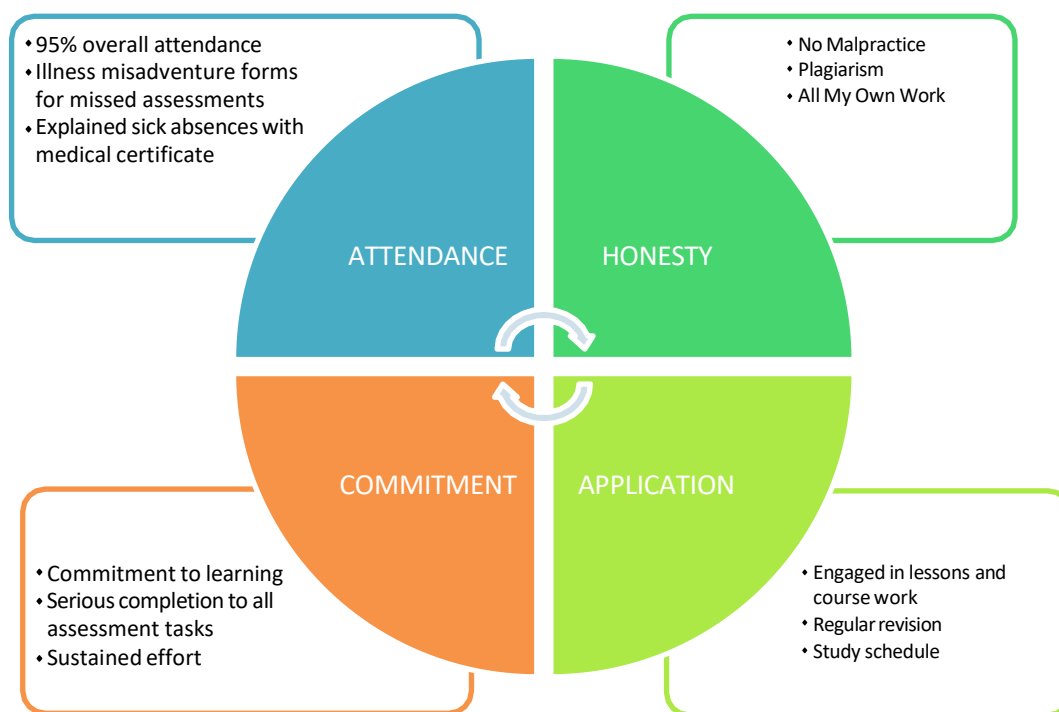 • 95% overall attendance
• Illness misadventure forms
for missed assessments
• Explained sick absences with
medical certificate
• No Malpractice
• Plagiarism
• All My Own Work
ATTENDANCE
HONESTY
COMMITMENT
APPLICATION
• Commitment to learning
• Serious completion to all
assessment tasks
• Sustained effort
• Engaged in lessons and
course work
• Regular revision
• Study schedule